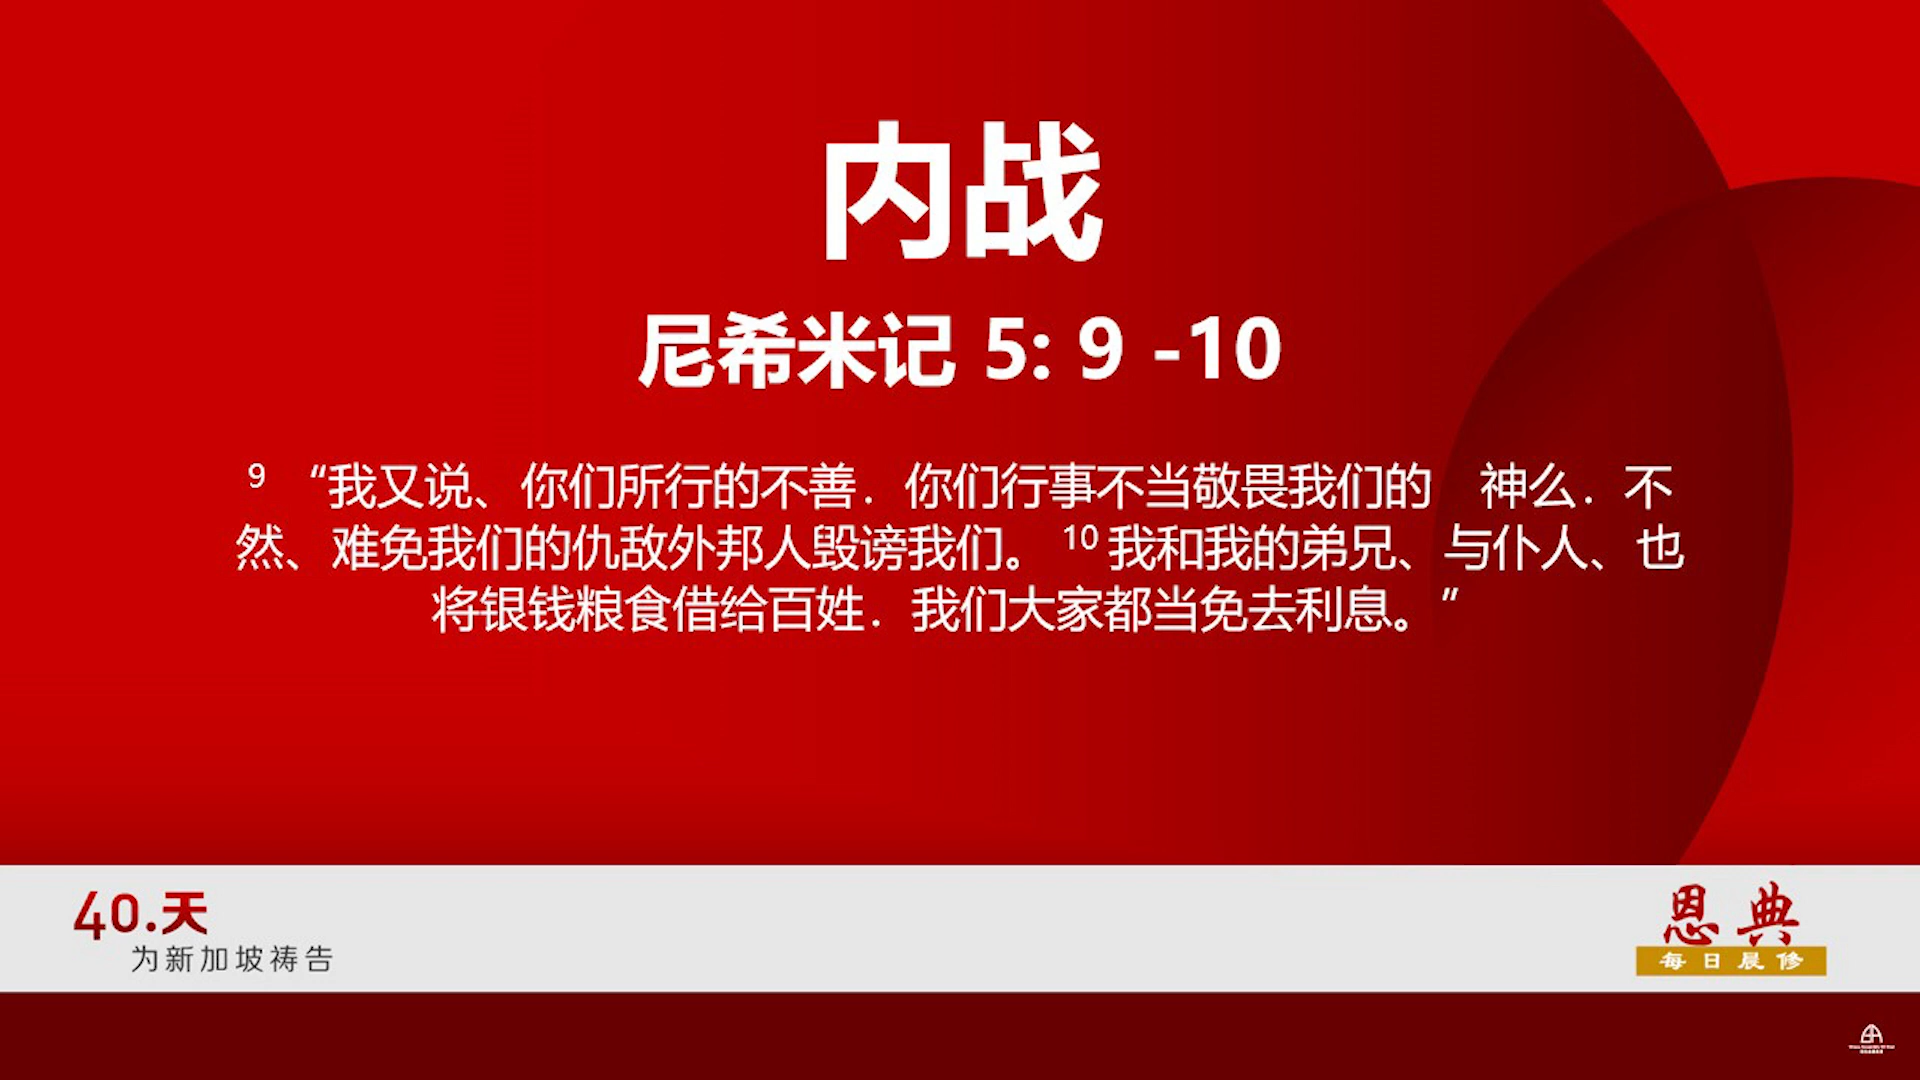 内战
尼希米记 5: 9 -10
9 “我又说、你们所行的不善．你们行事不当敬畏我们的　神么．不
然、难免我们的仇敌外邦人毁谤我们。10 我和我的弟兄、与仆人、也
将银钱粮食借给百姓．我们大家都当免去利息。”
40.天
为新加坡祷告
恩典
每日晨修